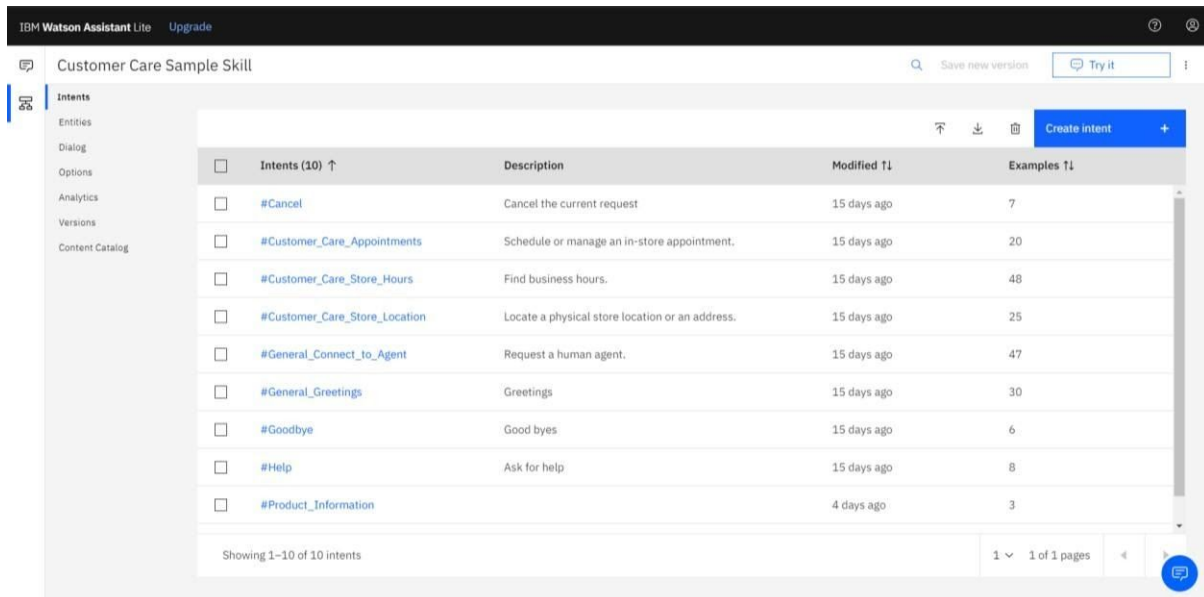 IBM Watson Assistant Lite Upgrade
Customer Care Sample Skill Save new version Try it
Intents
Entities
Dialog
Options
Analytics
Versions
Content Catalog
Create intent +
Intents (10) ↑ Description Modified ↑↓ Examples ↑↓
#Cancel Cancel the current request 15 days ago 7
#Customer_Care_Appointments Schedule or manage an in-store appointment. 15 days ago 20
#Customer_Care_Store_Hours Find business hours. 15 days ago 48
#Customer_Care_Store_Location Locate a physical store location or an address. 15 days ago 25
#General_Connect_to_Agent Request a human agent. 15 days ago 47
#General_Greetings Greetings 15 days ago 30
#Goodbye Good byes 15 days ago 6
#Help Ask for help 15 days ago 8
#Product_Information 4 days ago 3
Showing 1–10 of 10 intents 1 1 of 1 pages